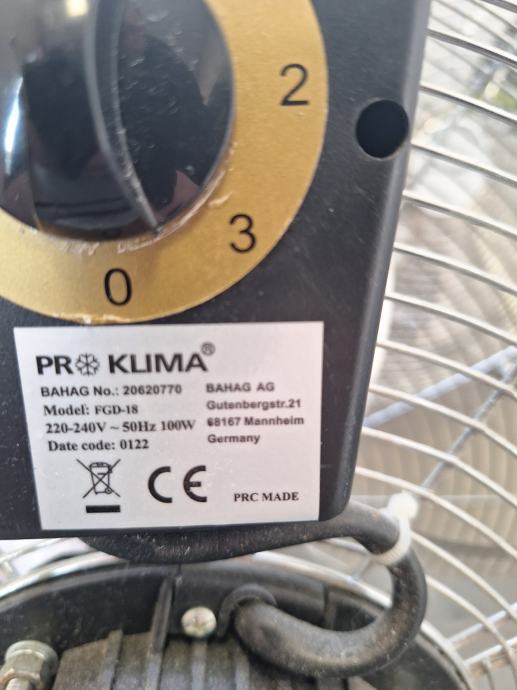 2
3
0
PRO KLIMA®
BAHAG No.: 20620770
Model: FGD-18
220-240V ~ 50Hz 100W
Date code: 0122
BAHAG AG
Gutenbergstr.21
68167 Mannheim
Germany
CE
PRC MADE